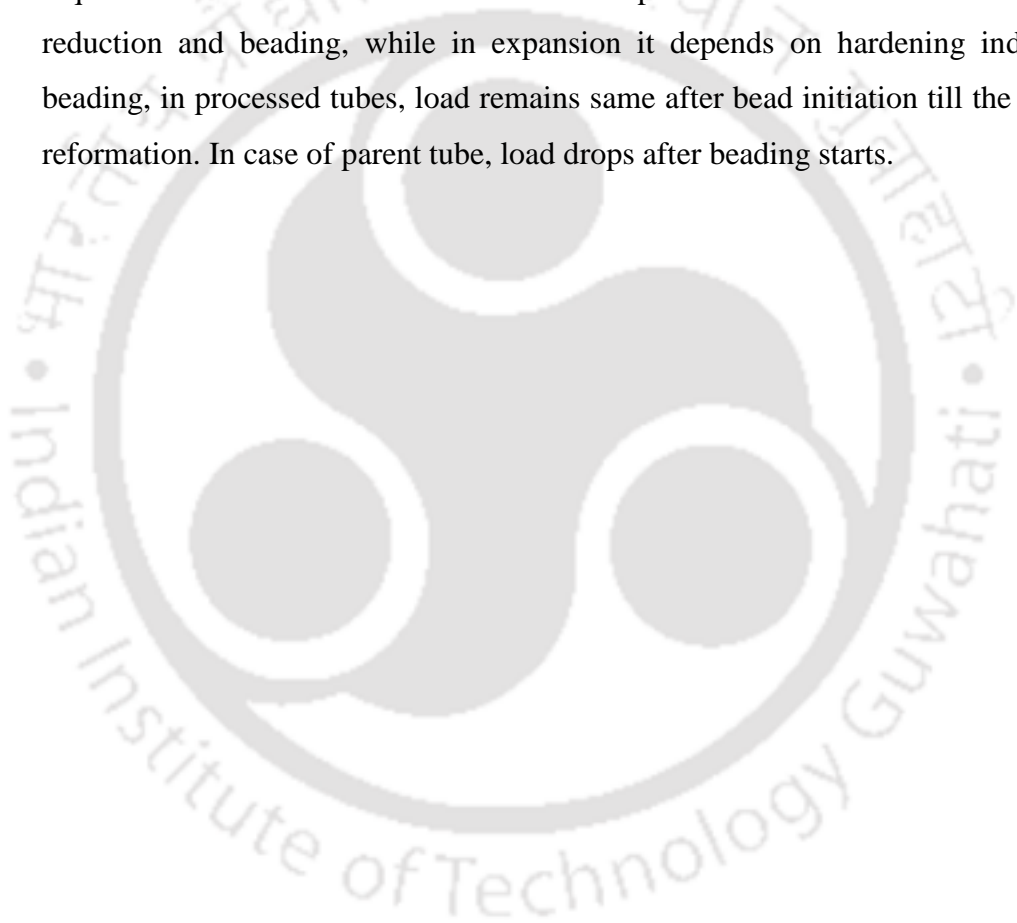 reduction and beading, while in expansion it depends on hardening ind
beading, in processed tubes, load remains same after bead initiation till the
reformation. In case of parent tube, load drops after beading starts.
Indian Institute of Technology Guwahati